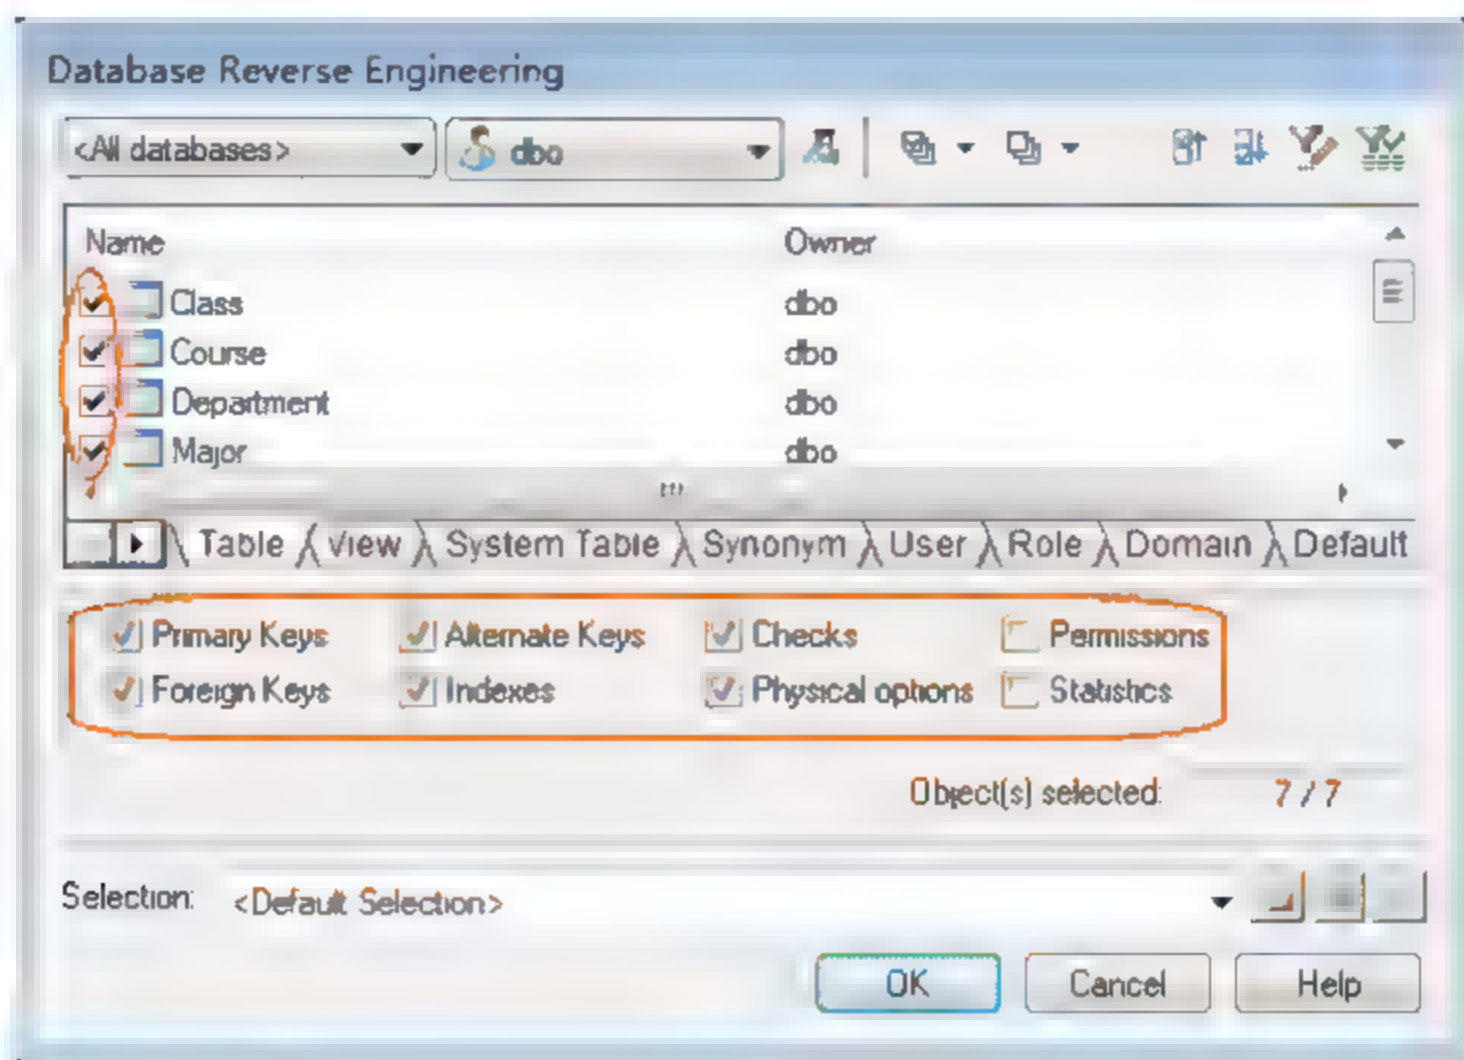 Database Reverse Engineering
<All databases> dbo
Name Owner
Class dbo
Course dbo
Department dbo
Major dbo
Table View System Table Synonym User Role Domain Default
Primary Keys Alternate Keys Checks Permissions
Foreign Keys Indexes Physical options Statistics
Object(s) selected: 7 / 7
Selection: <Default Selection>
OK Cancel Help